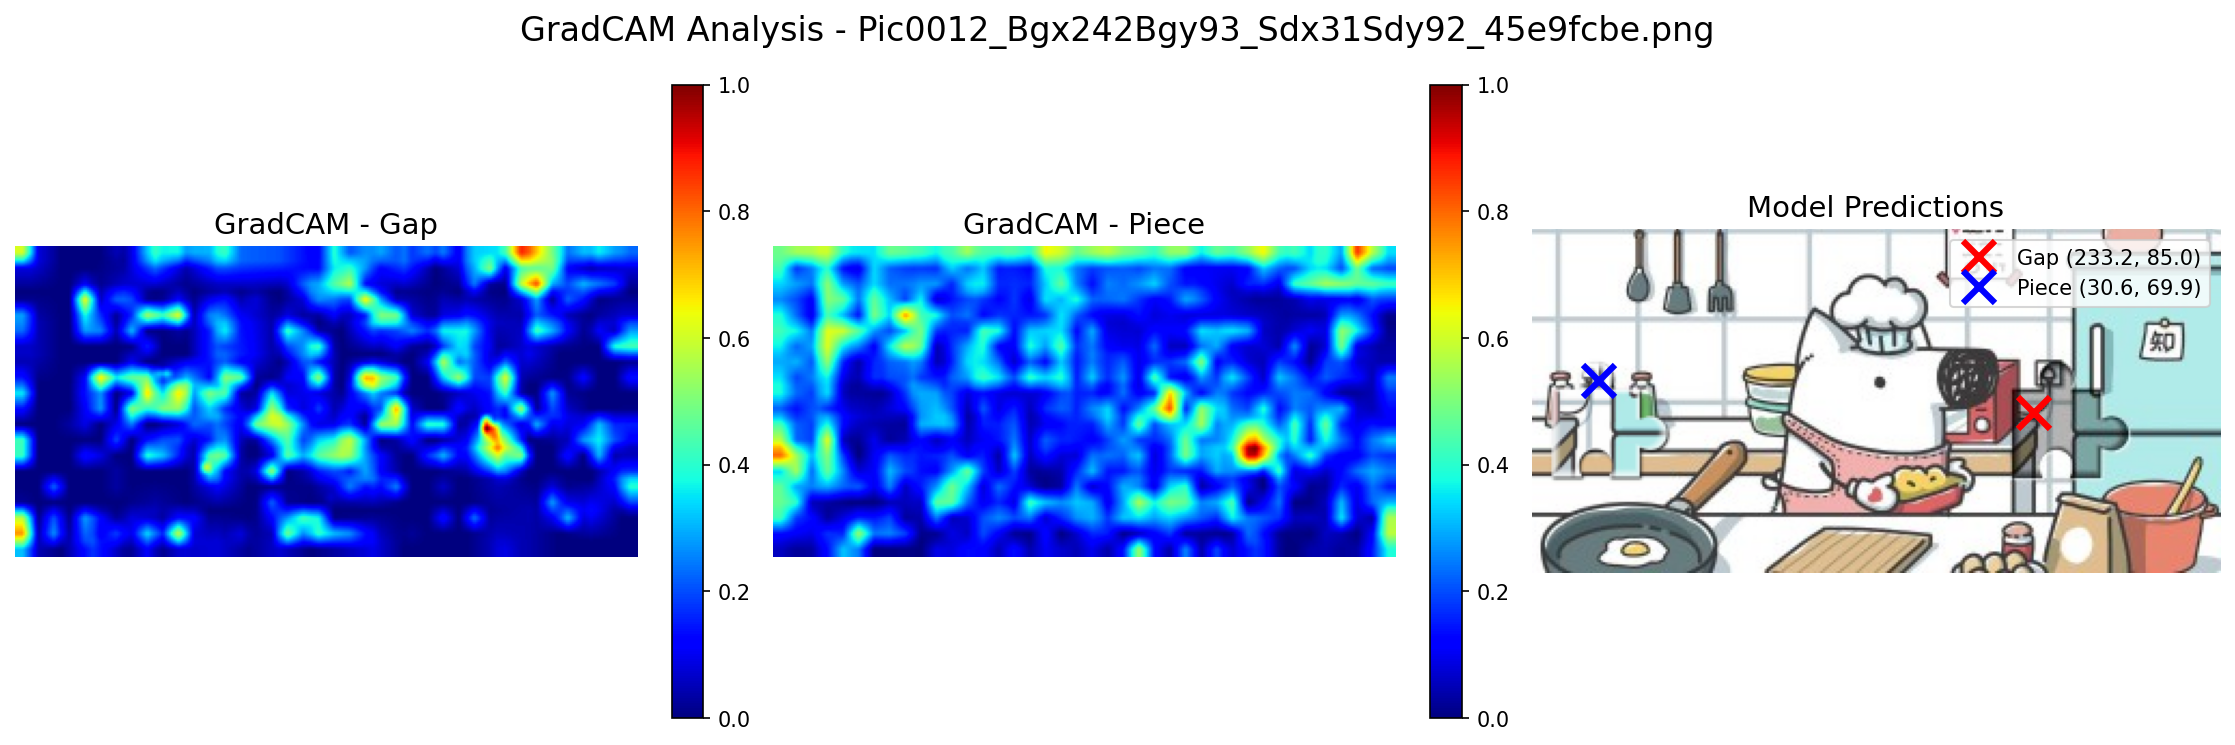 GradCAM Analysis - Pic0012_Bgx242Bgy93_Sdx31Sdy92_45e9fcbe.png
GradCAM - Gap
1.0
0.8
0.6
0.4
0.2
0.0
GradCAM - Piece
1.0
0.8
0.6
0.4
0.2
0.0
Model Predictions
Gap (233.2, 85.0)
Piece (30.6, 69.9)
知